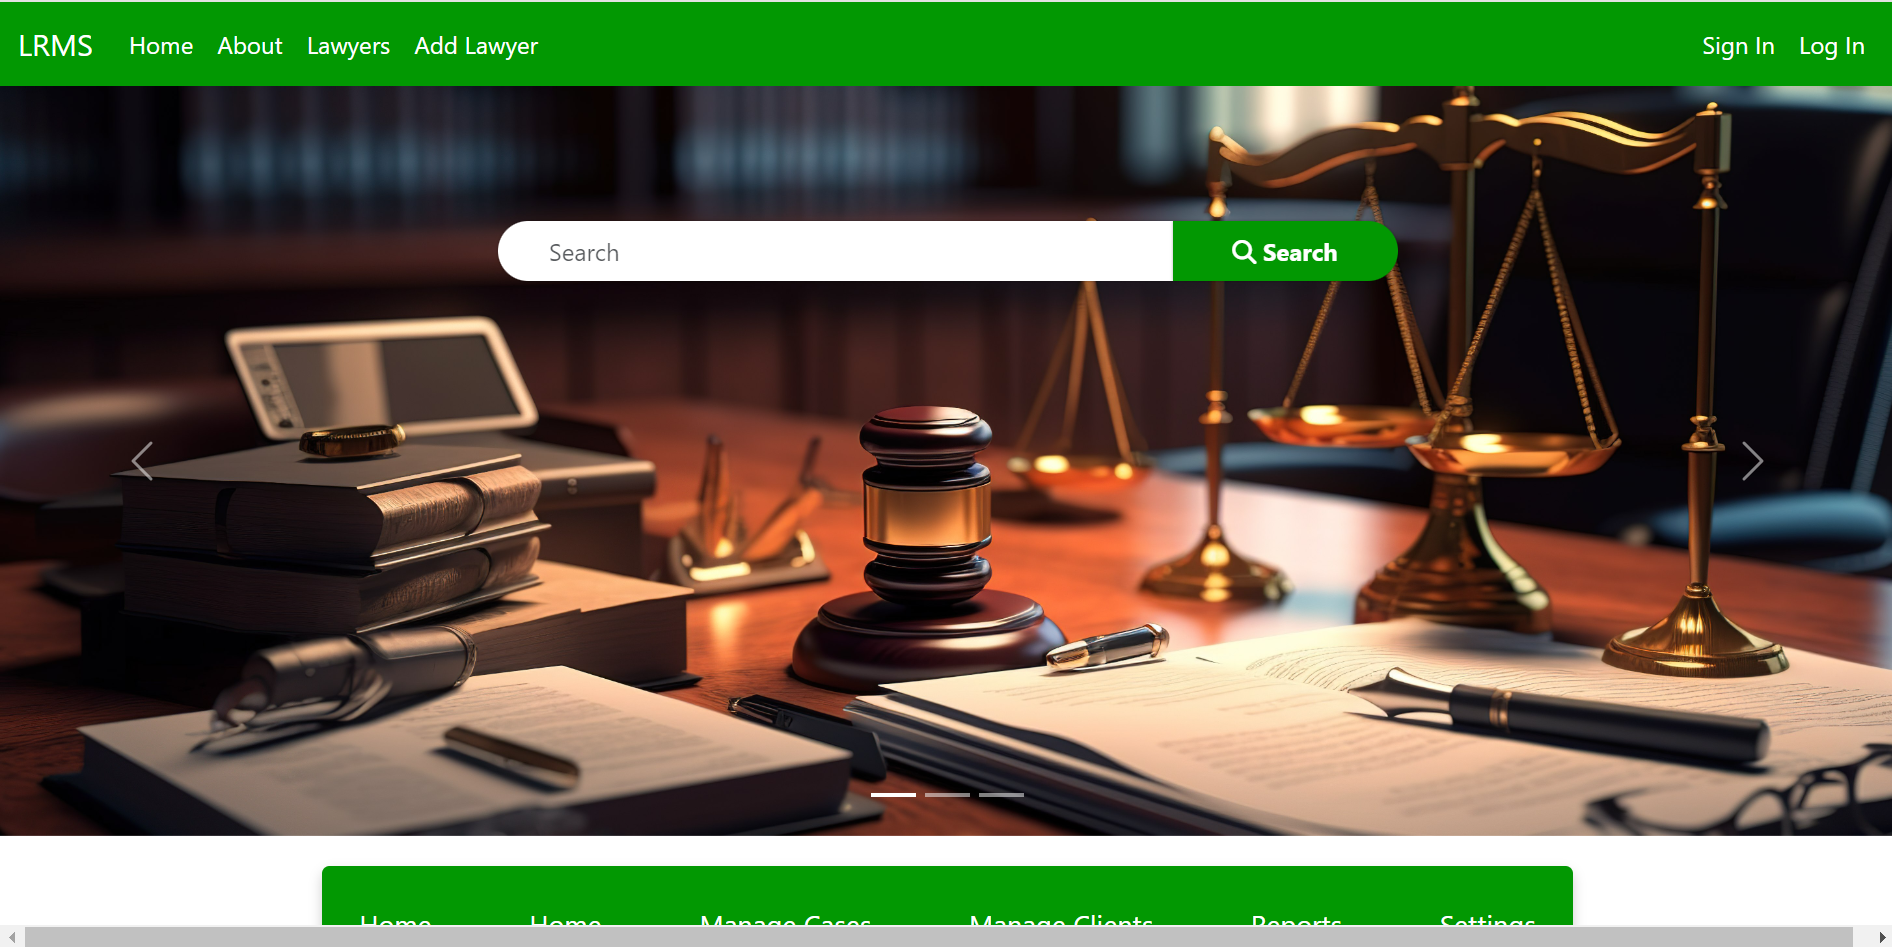 LRMS Home About Lawyers Add Lawyer Sign In Log In
Search Search
Home Home Manage Cases Manage Clients Reports Settings